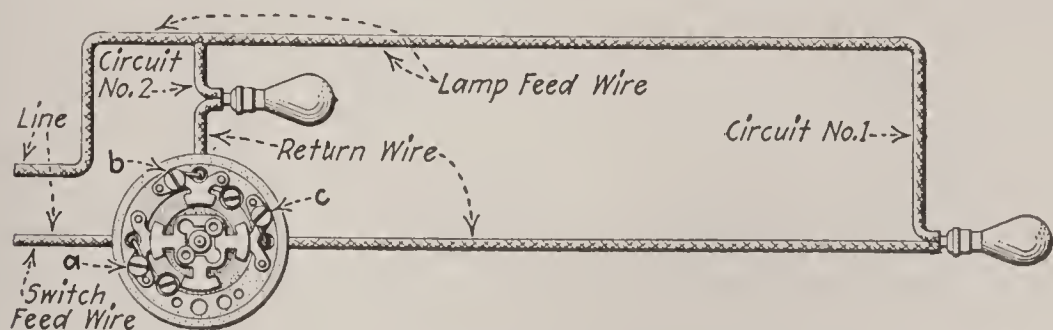 Circuit
No.2
Lamp Feed Wire
Line
Circuit No.1
b
Return Wire
c
a
Switch
Feed Wire